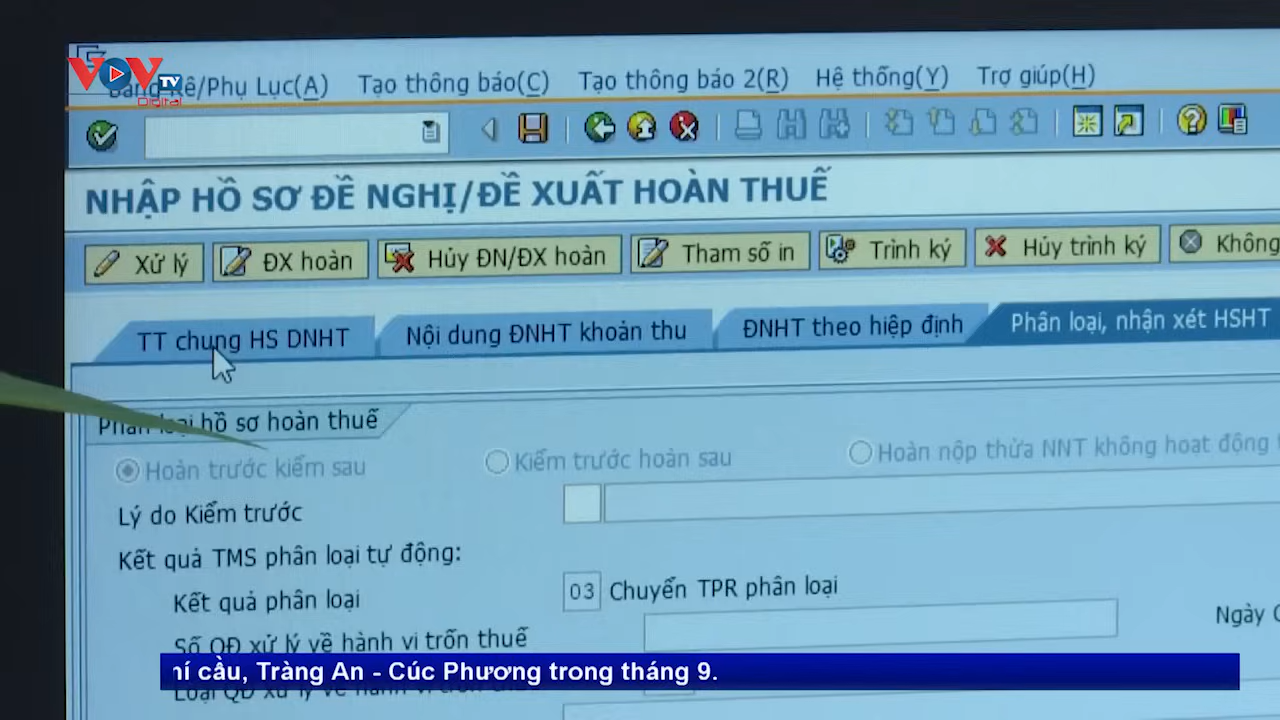 VOV TV
Digital
Kê/Phụ Lục(A) Tạo thông báo(C) Tạo thông báo 2(R) Hệ thống(Y) Trợ giúp(H)
NHẬP HỒ SƠ ĐỀ NGHỊ/ĐỀ XUẤT HOÀN THUẾ
Xử lý ĐX hoàn Hủy ĐN/ĐX hoàn Tham số in Trình ký Hủy trình ký Không
TT chung HS DNHT Nội dung ĐNHT khoản thu ĐNHT theo hiệp định Phân loại, nhận xét HSHT
Phân loại hồ sơ hoàn thuế
Hoàn trước kiểm sau Kiểm trước hoàn sau Hoàn nộp thừa NNT không hoạt động
Lý do Kiểm trước
Kết quả TMS phân loại tự động:
Kết quả phân loại 03 Chuyển TPR phân loại
Số QĐ xử lý về hành vi trốn thuế Ngày
hí cầu, Tràng An - Cúc Phương trong tháng 9.